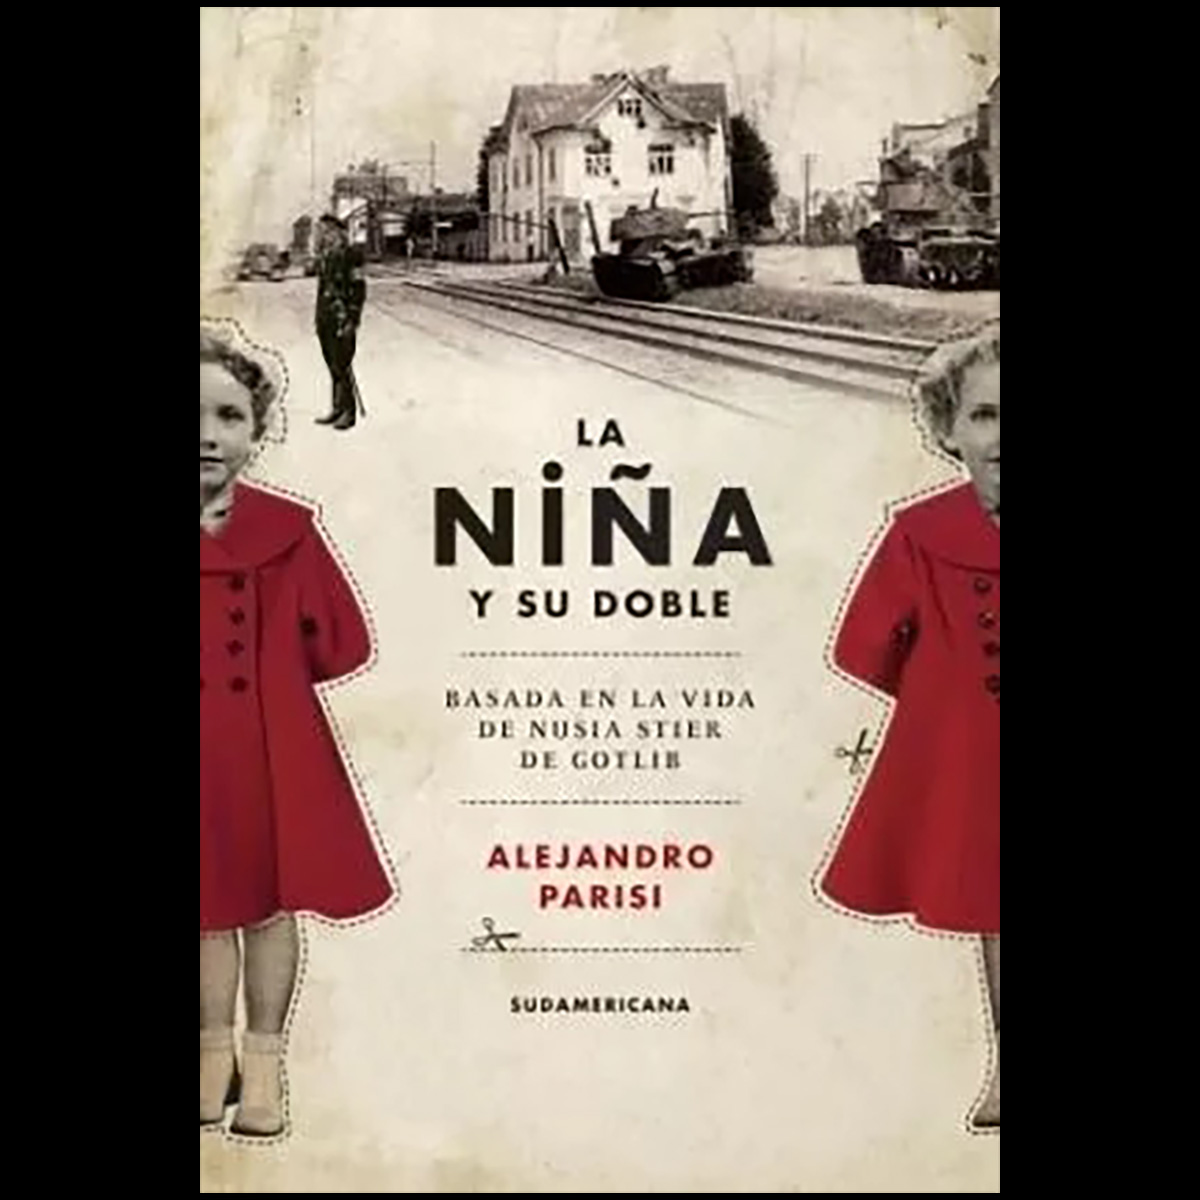 LA
NIÑA
Y SU DOBLE
BASADA EN LA VIDA
DE NUSIA STIER
DE GOTLIB
ALEJANDRO
PARISI
SUDAMERICANA